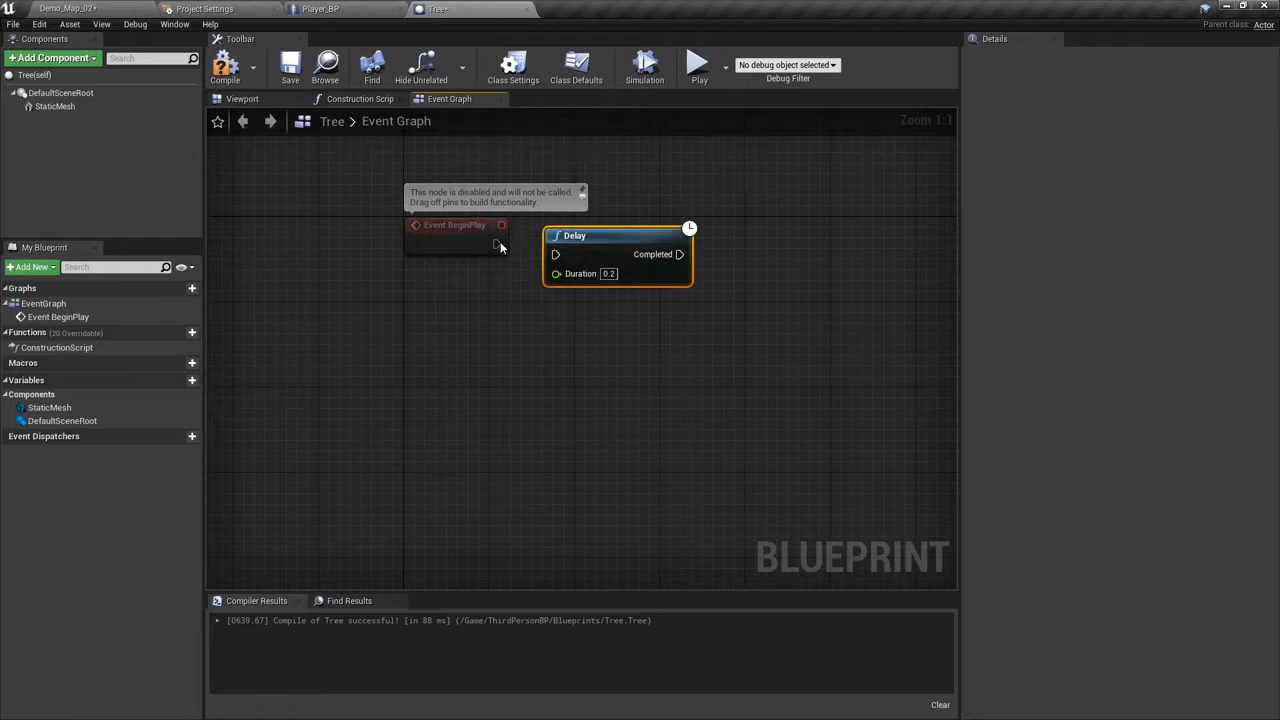 Demo_Map_02*
Project Settings
Player_BP
Tree*
File Edit Asset View Debug Window Help
Parent class: Actor
Components
Toolbar
Details
+Add Component
Search
Tree(self)
DefaultSceneRoot
StaticMesh
Compile
Save
Browse
Find
Hide Unrelated
Class Settings
Class Defaults
Simulation
Play
No debug object selected
Debug Filter
Viewport
Construction Scrip
Event Graph
Tree > Event Graph
Zoom 1:1
This node is disabled and will not be called.
Drag off pins to build functionality.
Event BeginPlay
Delay
Completed
Duration 0.2
My Blueprint
+Add New
Search
Graphs
EventGraph
Event BeginPlay
Functions (20 Overridable)
ConstructionScript
Macros
Variables
Components
StaticMesh
DefaultSceneRoot
Event Dispatchers
BLUEPRINT
Compiler Results
Find Results
[0639.67] Compile of Tree successful! [in 88 ms] (/Game/ThirdPersonBP/Blueprints/Tree.Tree)
Clear